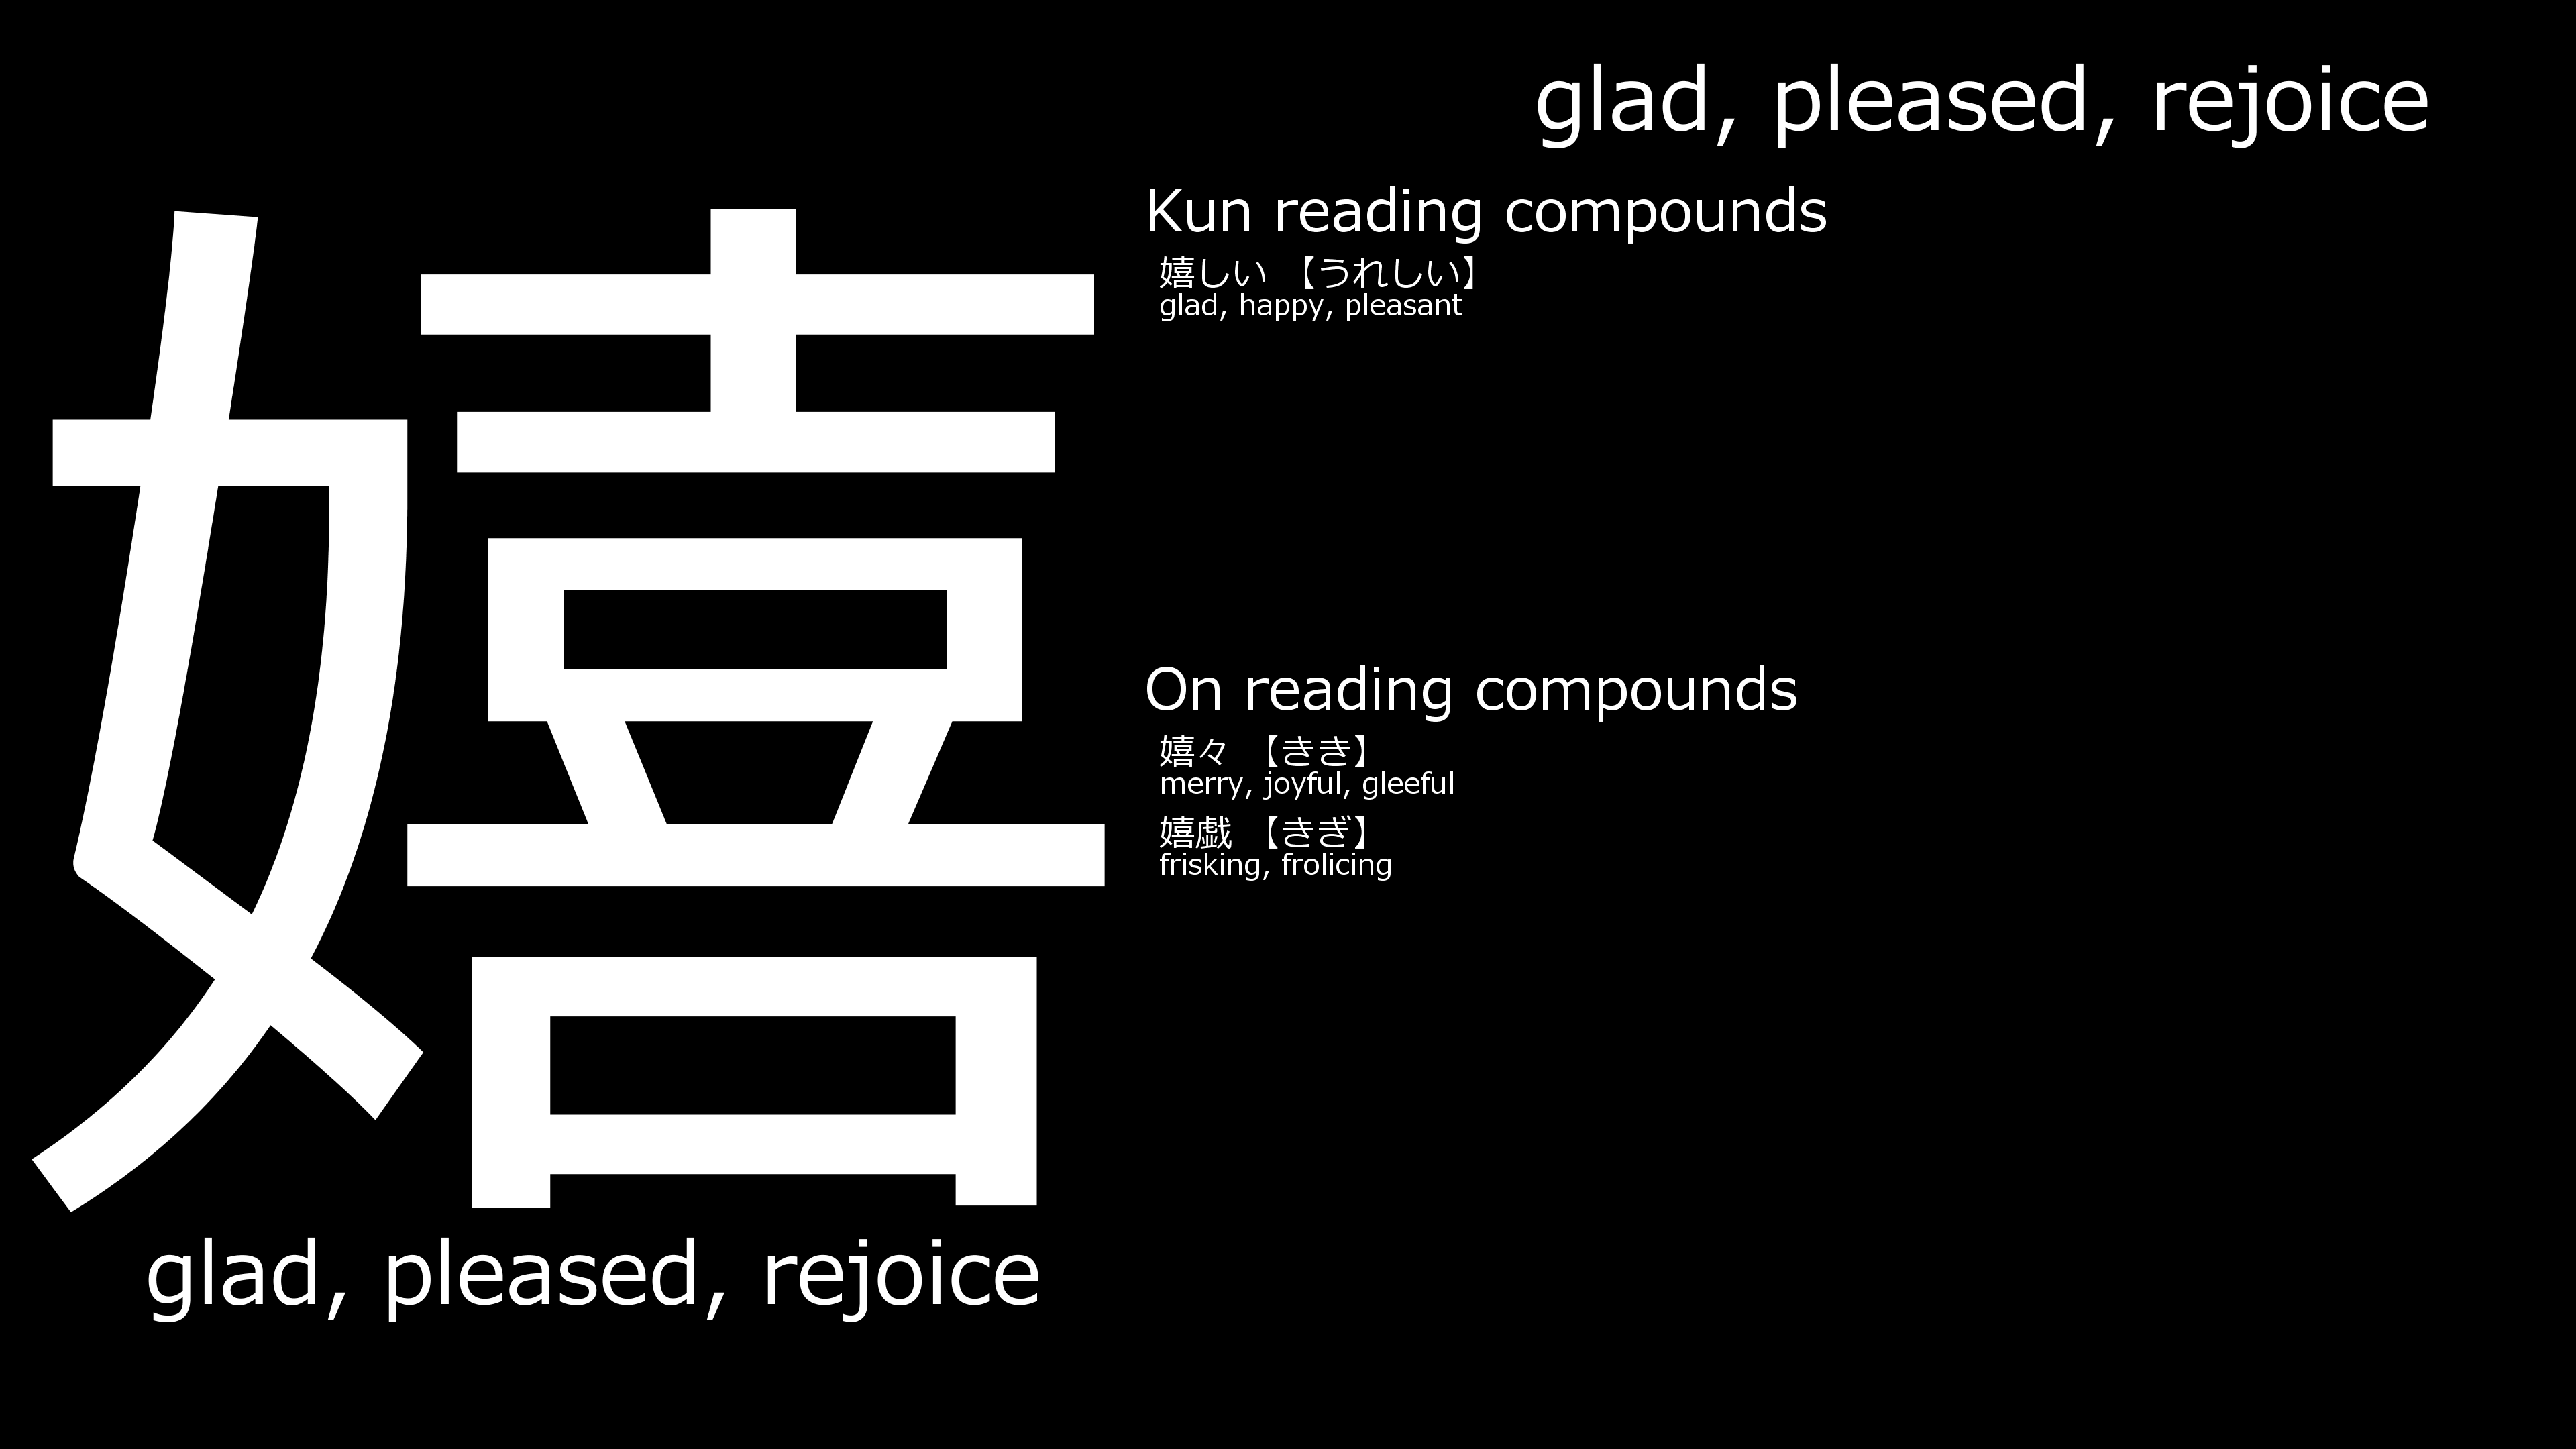 嬉
glad, pleased, rejoice
glad, pleased, rejoice
Kun reading compounds
嬉しい 【うれしい】
glad, happy, pleasant
On reading compounds
嬉々 【きき】
merry, joyful, gleeful
嬉戯 【きぎ】
frisking, frolicing